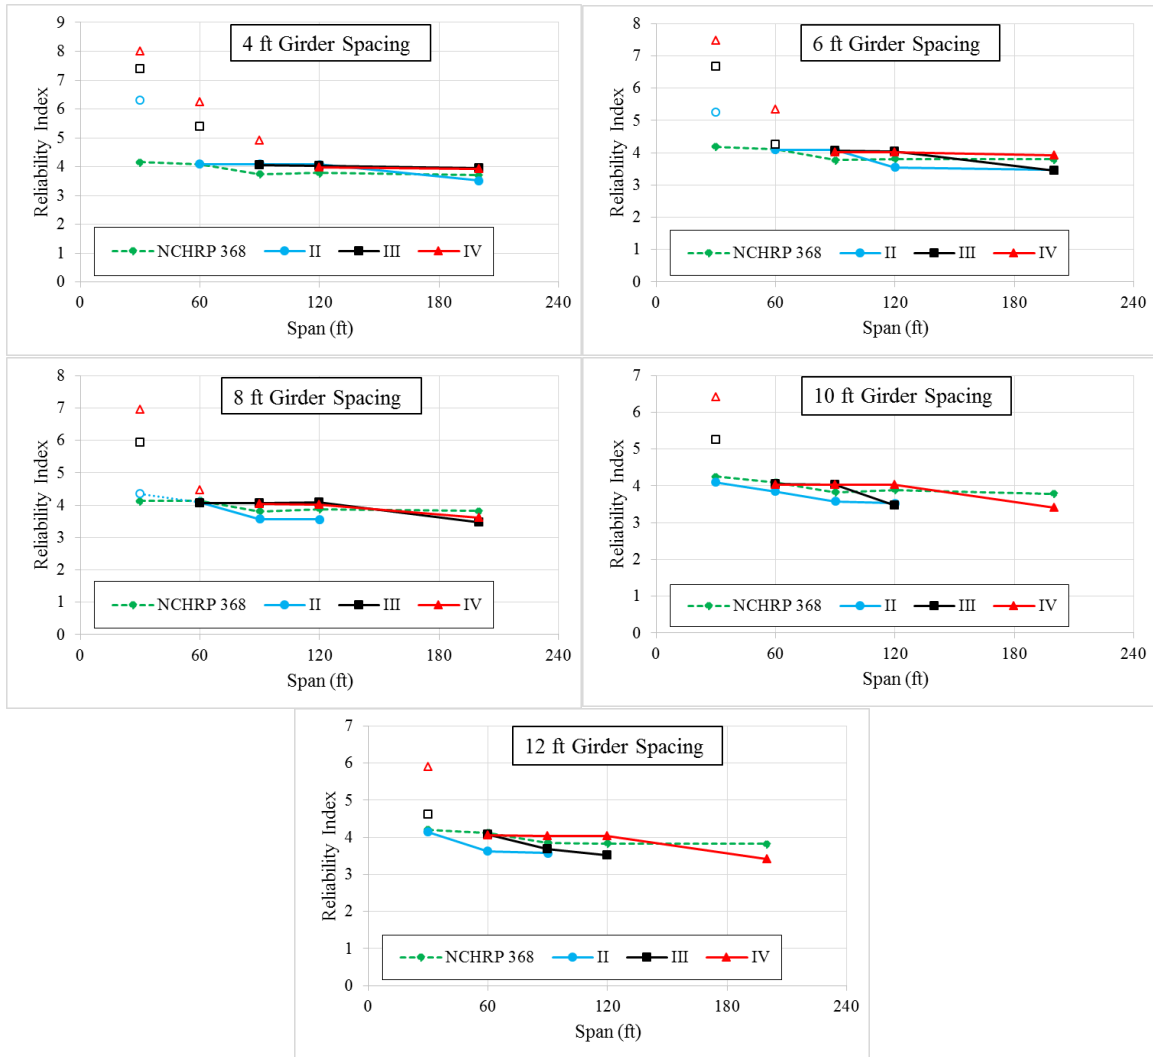 4 ft Girder Spacing
9
8
7
6
5
4
3
2
1
0
Reliability Index
NCHRP 368 II III IV
0 60 120 180 240
Span (ft)
6 ft Girder Spacing
8
7
6
5
4
3
2
1
0
Reliability Index
NCHRP 368 II III IV
0 60 120 180 240
Span (ft)
8 ft Girder Spacing
8
7
6
5
4
3
2
1
0
Reliability Index
NCHRP 368 II III IV
0 60 120 180 240
Span (ft)
10 ft Girder Spacing
7
6
5
4
3
2
1
0
Reliability Index
NCHRP 368 II III IV
0 60 120 180 240
Span (ft)
12 ft Girder Spacing
7
6
5
4
3
2
1
0
Reliability Index
NCHRP 368 II III IV
0 60 120 180 240
Span (ft)